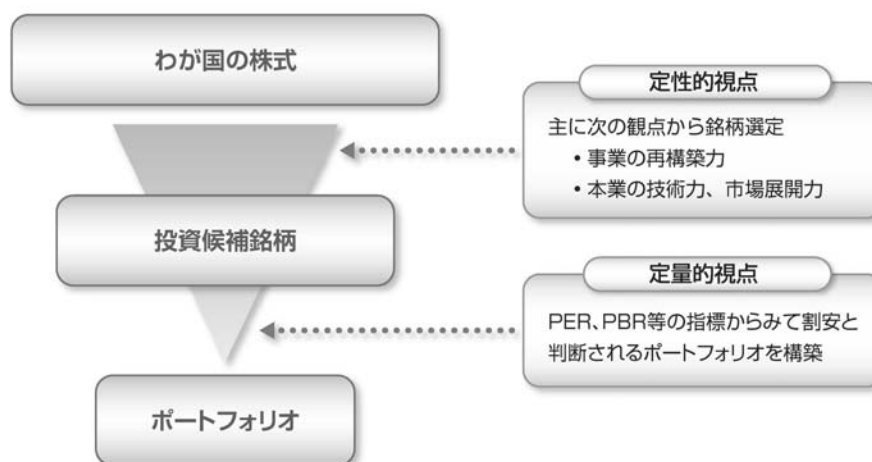 わが国の株式
定性的視点
主に次の観点から銘柄選定
• 事業の再構築力
• 本業の技術力、市場展開力
投資候補銘柄
定量的視点
PER、PBR等の指標からみて割安と
判断されるポートフォリオを構築
ポートフォリオ